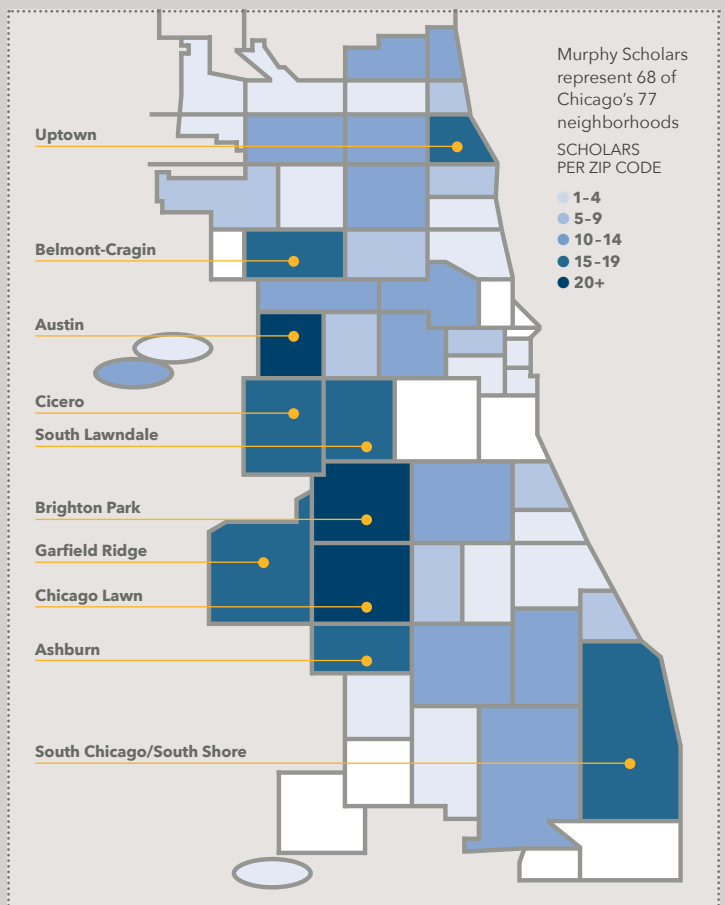 Murphy Scholars
represent 68 of
Chicago's 77
neighborhoods
SCHOLARS
PER ZIP CODE
1–4
5–9
10–14
15–19
20+
Uptown
Belmont-Cragin
Austin
Cicero
South Lawndale
Brighton Park
Garfield Ridge
Chicago Lawn
Ashburn
South Chicago/South Shore